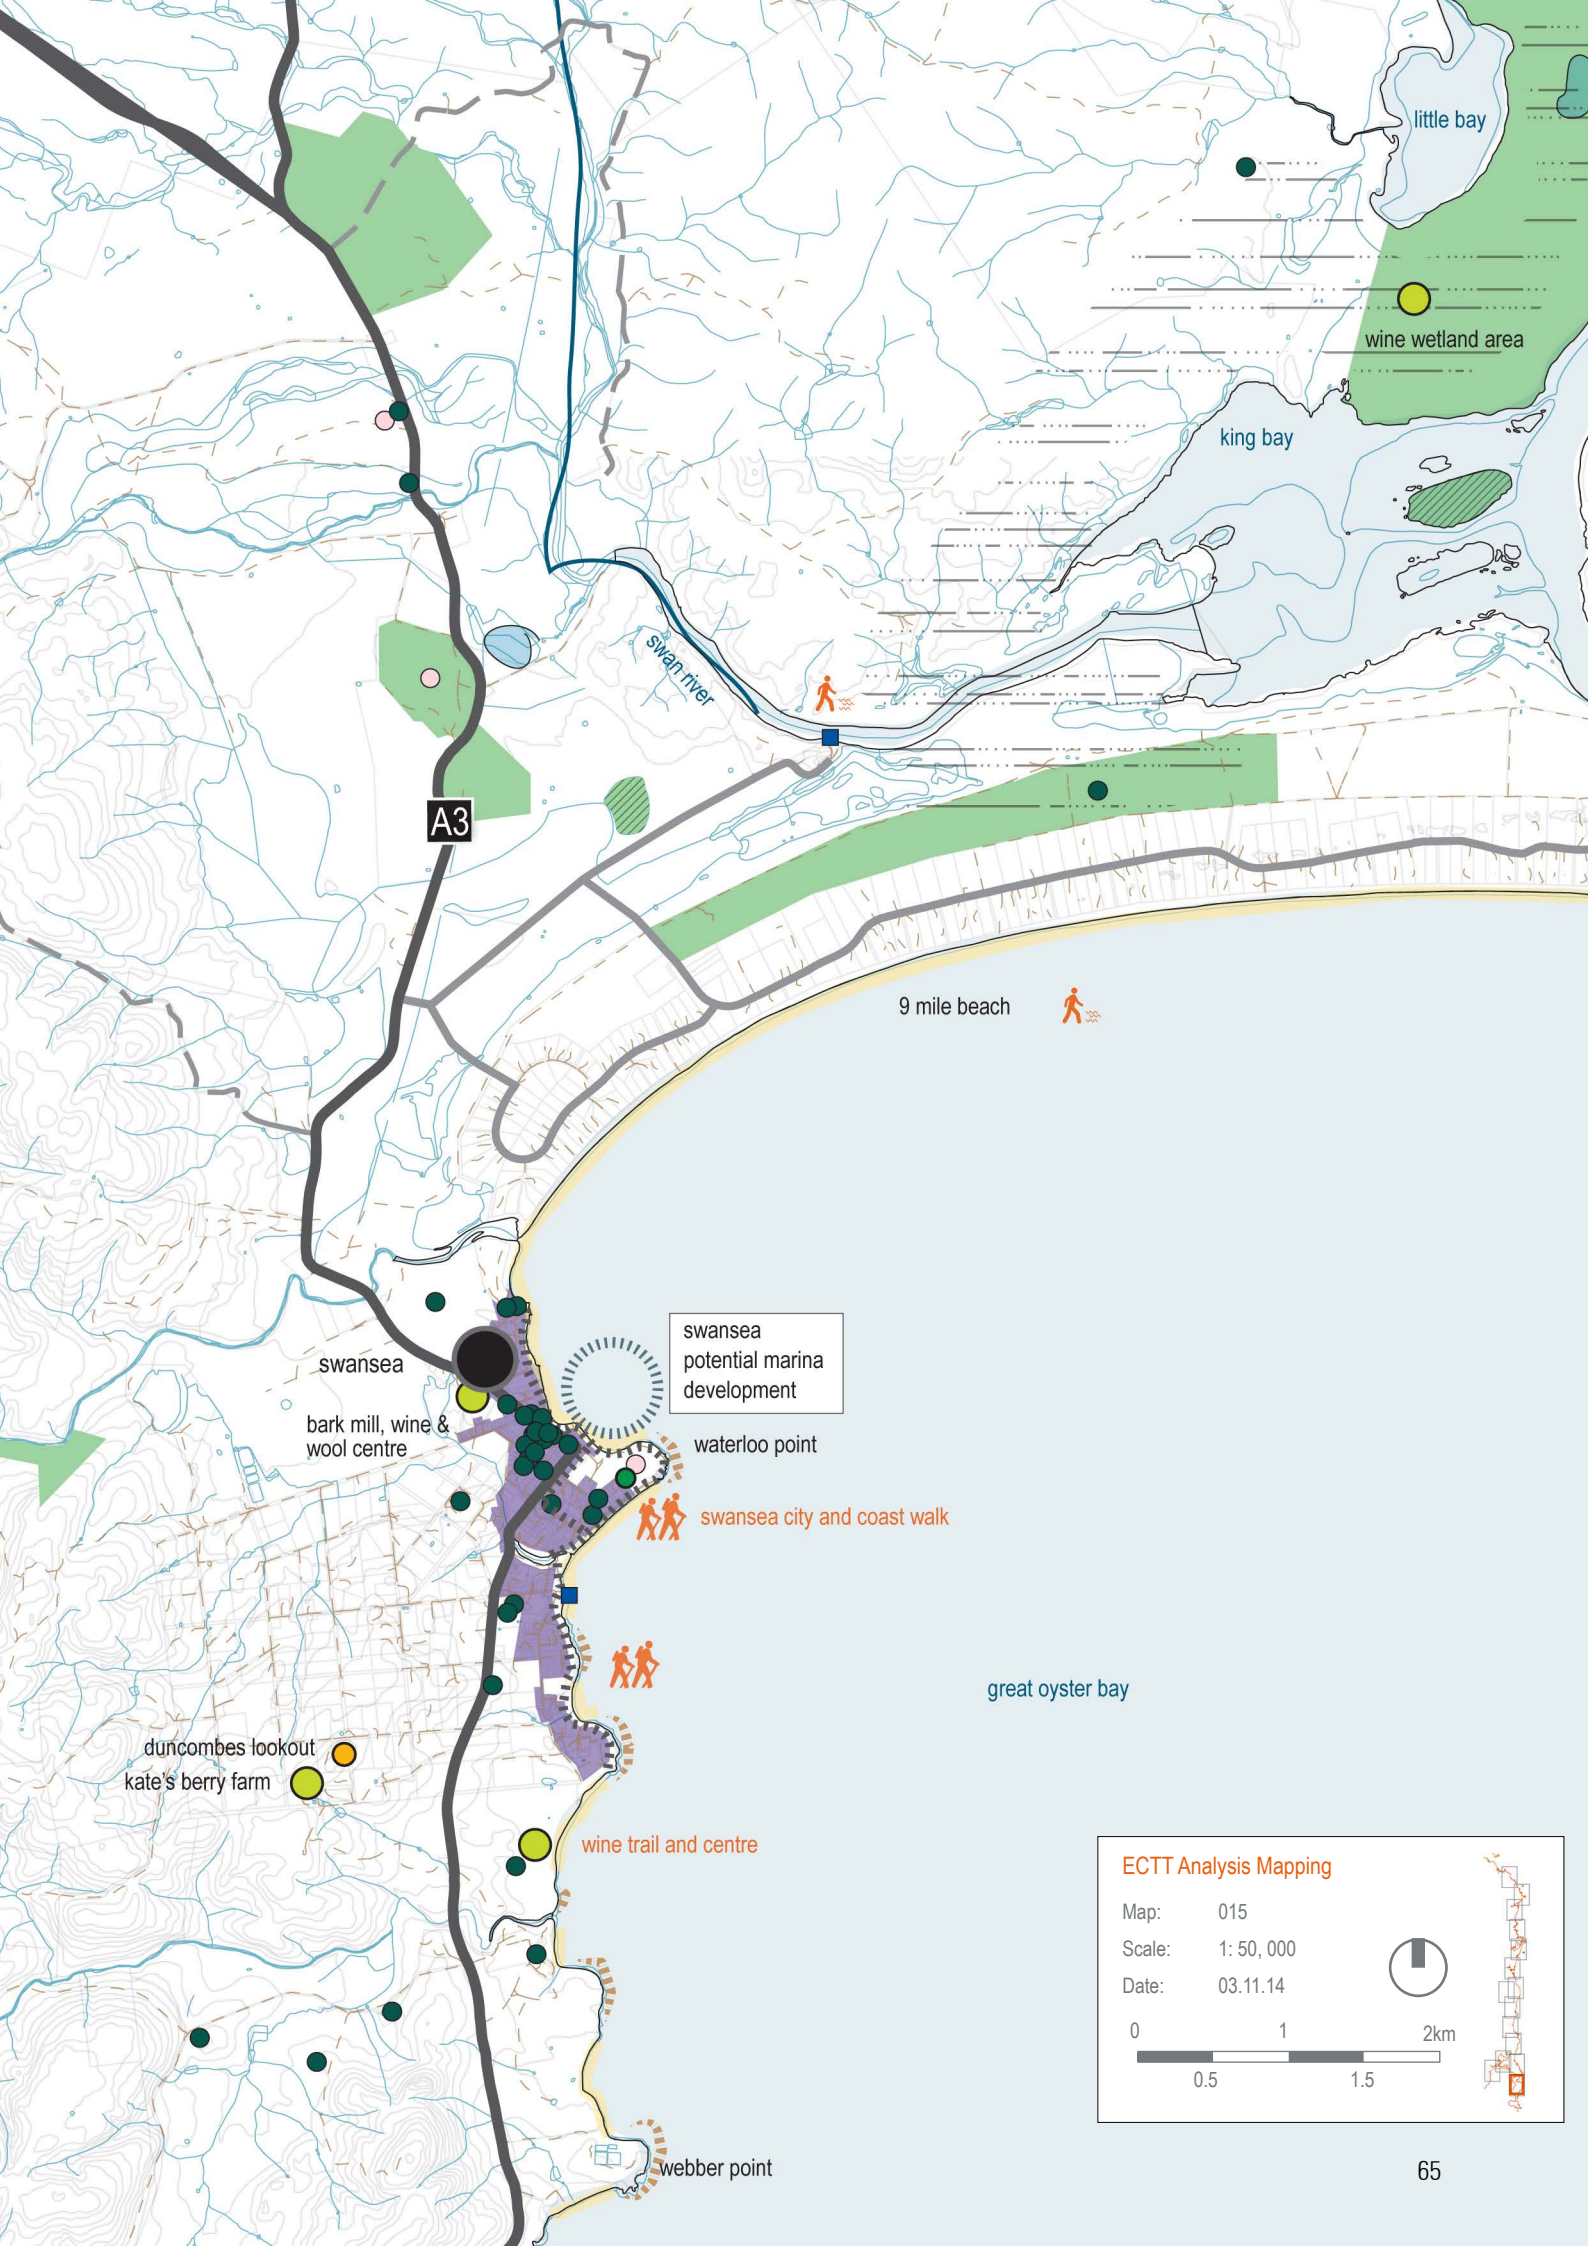 little bay
wine wetland area
king bay
swan river
A3
9 mile beach
swansea
potential marina
development
swansea
bark mill, wine &
wool centre
waterloo point
swansea city and coast walk
great oyster bay
duncombes lookout
kate's berry farm
wine trail and centre
ECTT Analysis Mapping
Map: 015
Scale: 1: 50, 000
Date: 03.11.14
0 1 2km
0.5 1.5
webber point
65